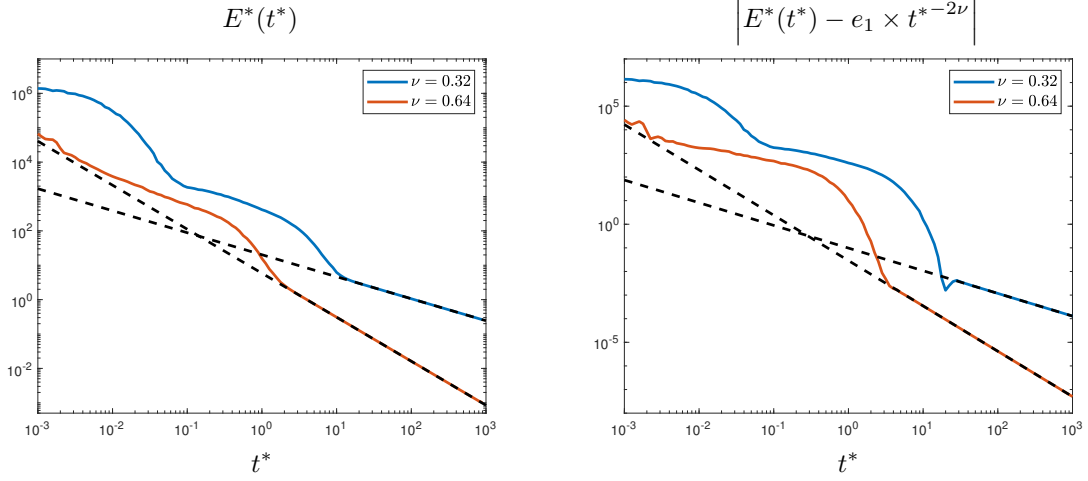 E*(t*)
|E*(t*) − e₁ × t*⁻²ᵛ|
10⁶
10⁴
10²
10⁰
10⁻²
10⁻³ 10⁻² 10⁻¹ 10⁰ 10¹ 10² 10³
t*
ν = 0.32
ν = 0.64
10⁵
10⁰
10⁻⁵
10⁻³ 10⁻² 10⁻¹ 10⁰ 10¹ 10² 10³
t*
ν = 0.32
ν = 0.64